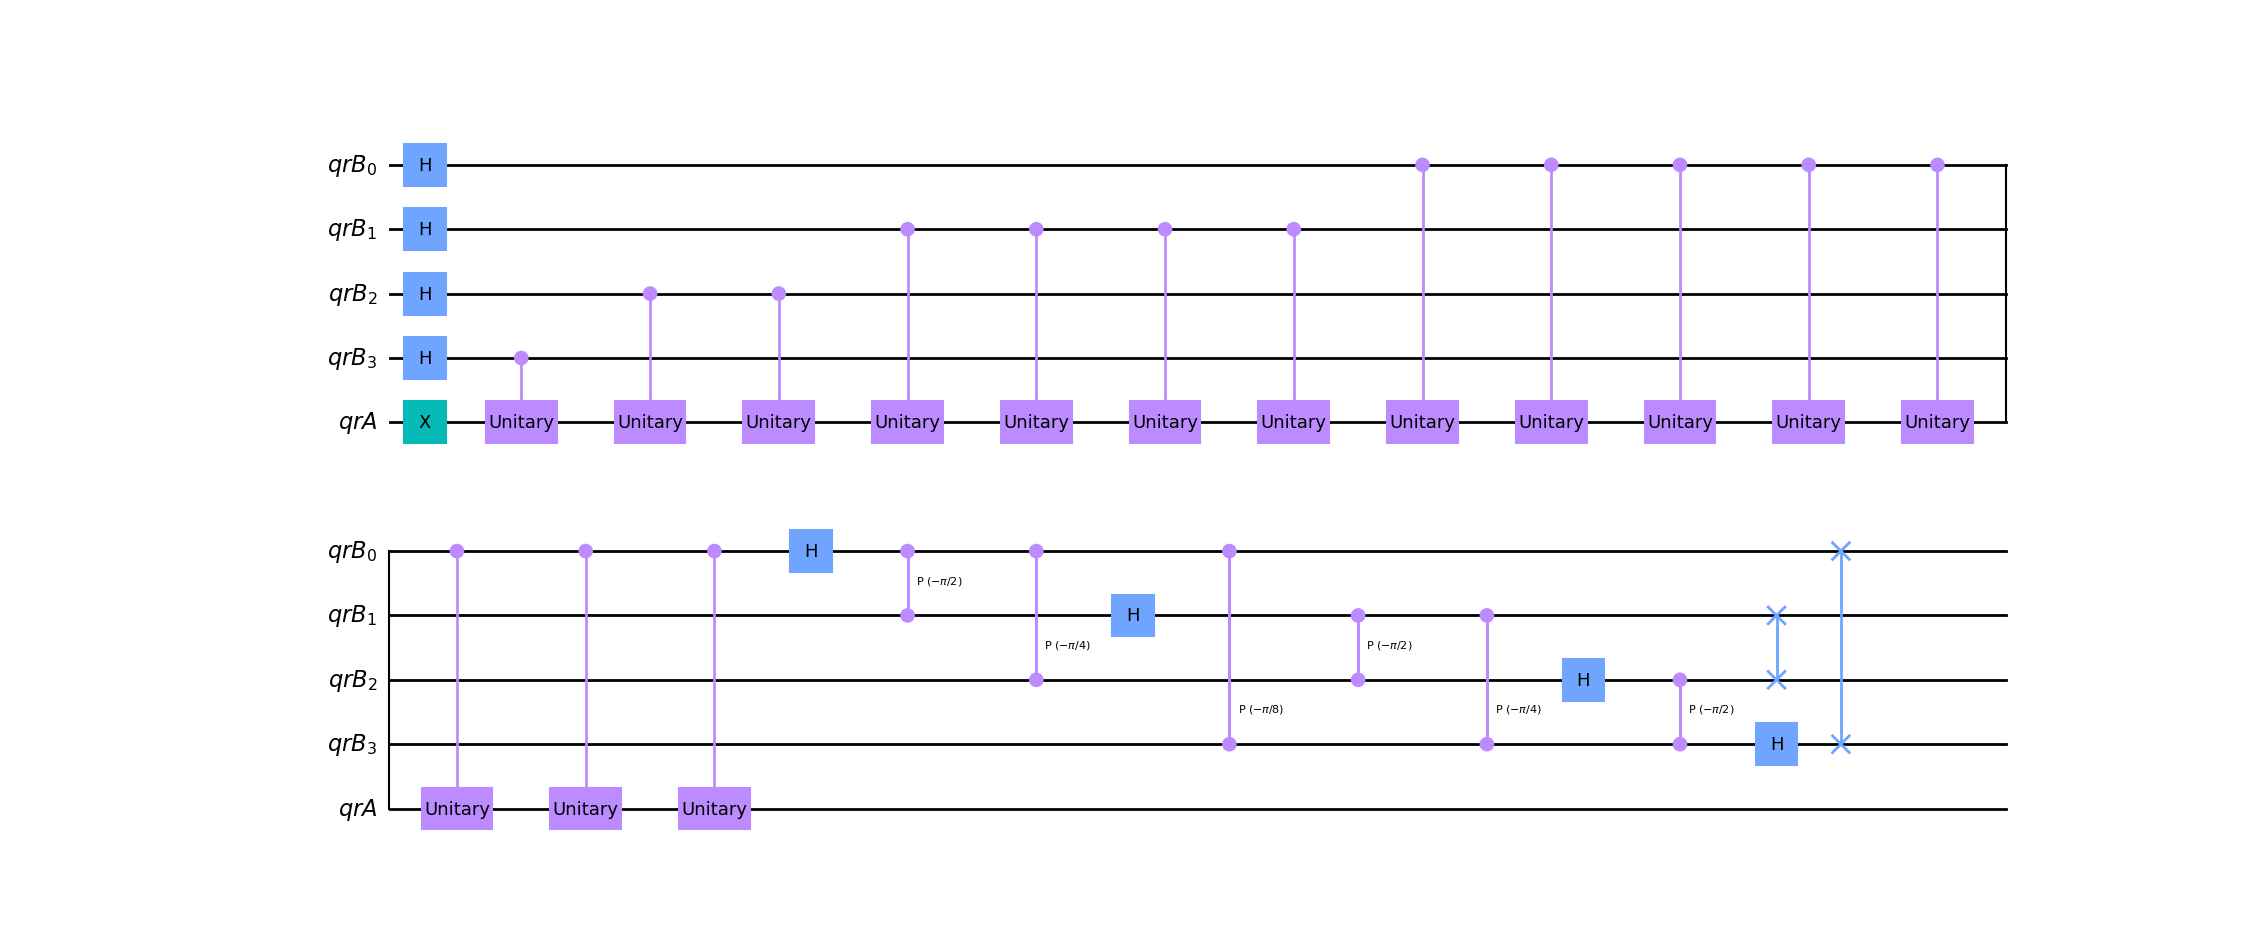 qrB₀ H
qrB₁ H
qrB₂ H
qrB₃ H
qrA X Unitary Unitary Unitary Unitary Unitary Unitary Unitary Unitary Unitary Unitary Unitary Unitary
qrB₀ H
P (−π/2)
qrB₁ H
P (−π/4) P (−π/2)
qrB₂ H
P (−π/8) P (−π/4) P (−π/2)
qrB₃ H
qrA Unitary Unitary Unitary